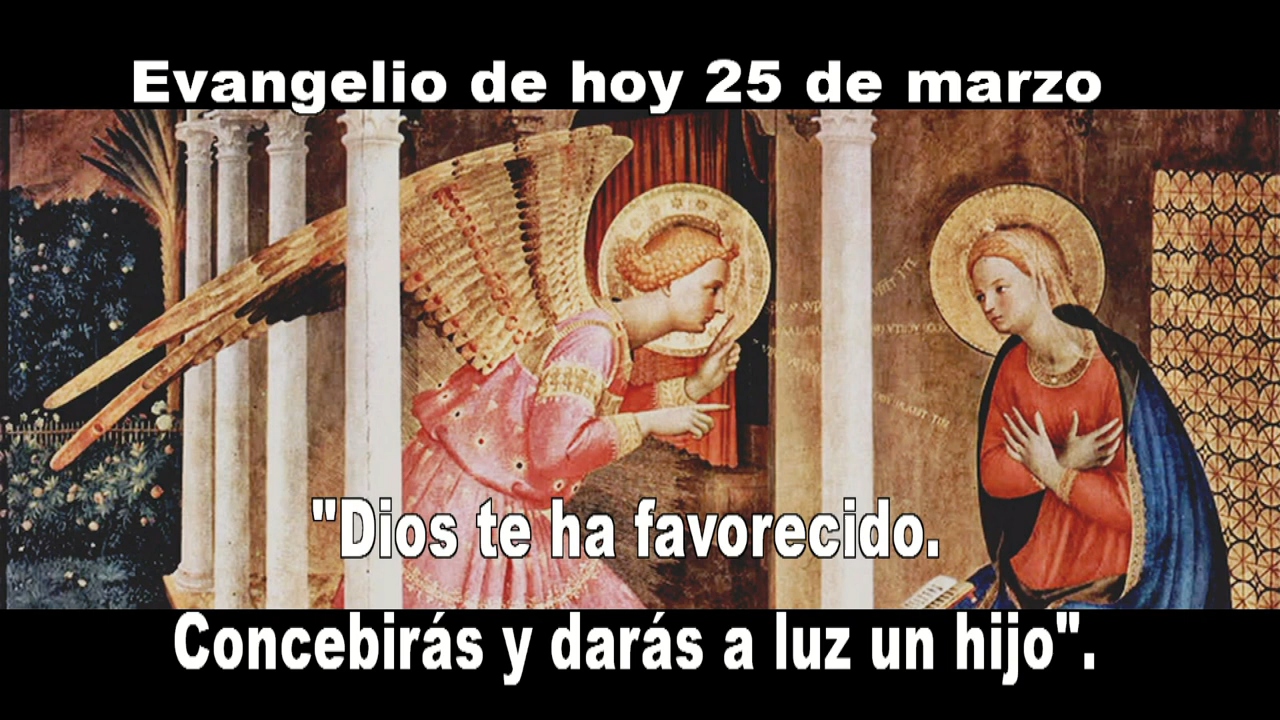 Evangelio de hoy 25 de marzo
"Dios te ha favorecido.
Concebirás y darás a luz un hijo".